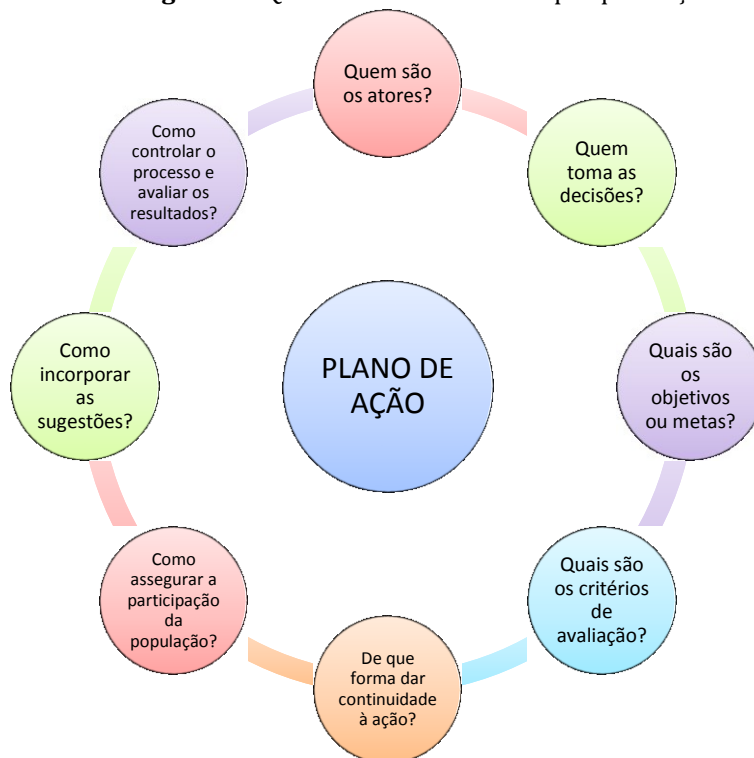 Quem são
os atores?
Quem
toma as
decisões?
Quais são
os
objetivos
ou metas?
Quais são
os critérios
de
avaliação?
De que
forma dar
continuidade
à ação?
Como
assegurar a
participação
da
população?
Como
incorporar
as
sugestões?
Como
controlar o
processo e
avaliar os
resultados?
PLANO DE
AÇÃO